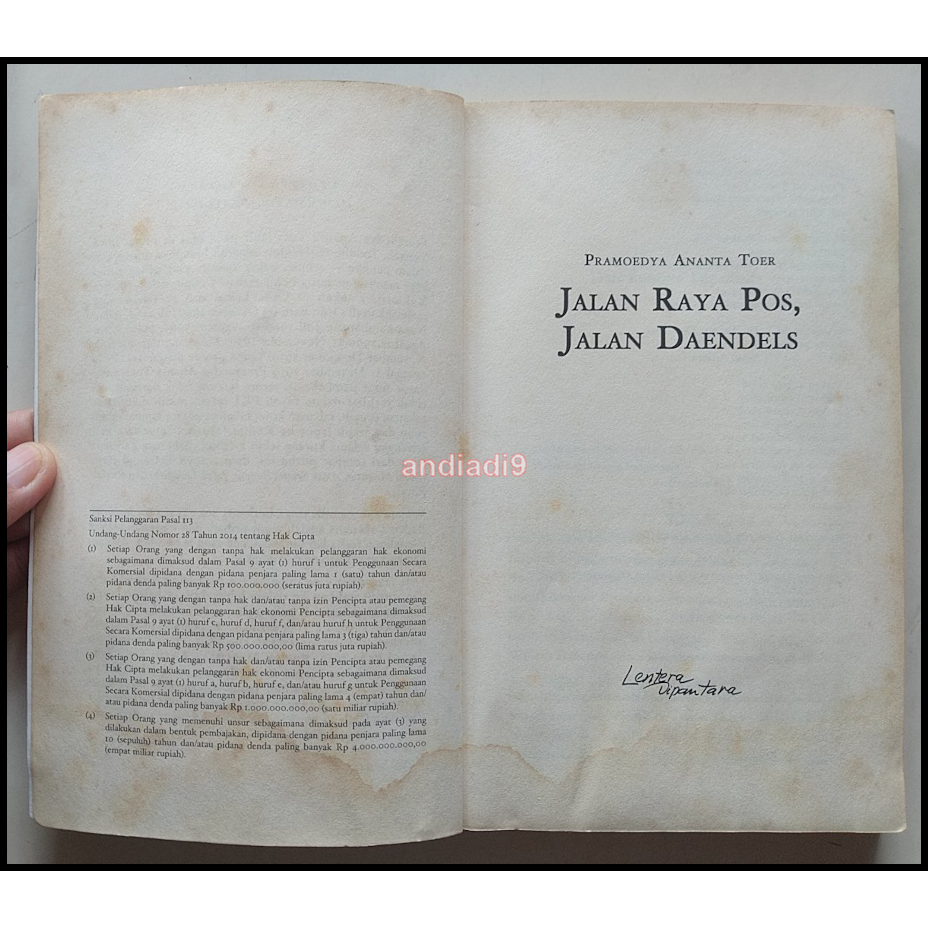 Sanksi Pelanggaran Pasal 113
Undang-Undang Nomor 28 Tahun 2014 tentang Hak Cipta
(1) Setiap Orang yang dengan tanpa hak melakukan pelanggaran hak ekonomi
sebagaimana dimaksud dalam Pasal 9 ayat (1) huruf i untuk Penggunaan Secara
Komersial dipidana dengan pidana penjara paling lama 1 (satu) tahun dan/atau
pidana denda paling banyak Rp 100.000.000 (seratus juta rupiah).
(2) Setiap Orang yang dengan tanpa hak dan/atau tanpa izin Pencipta atau pemegang
Hak Cipta melakukan pelanggaran hak ekonomi Pencipta sebagaimana dimaksud
dalam Pasal 9 ayat (1) huruf c, huruf d, huruf f, dan/atau huruf h untuk Penggunaan
Secara Komersial dipidana dengan pidana penjara paling lama 3 (tiga) tahun dan/atau
pidana denda paling banyak Rp 500.000.000,00 (lima ratus juta rupiah).
(3) Setiap Orang yang dengan tanpa hak dan/atau tanpa izin Pencipta atau pemegang
Hak Cipta melakukan pelanggaran hak ekonomi Pencipta sebagaimana dimaksud
dalam Pasal 9 ayat (1) huruf a, huruf b, huruf e, dan/atau huruf g untuk Penggunaan
Secara Komersial dipidana dengan pidana penjara paling lama 4 (empat) tahun dan/
atau pidana denda paling banyak Rp 1.000.000.000,00 (satu miliar rupiah).
(4) Setiap Orang yang memenuhi unsur sebagaimana dimaksud pada ayat (3) yang
dilakukan dalam bentuk pembajakan, dipidana dengan pidana penjara paling lama
10 (sepuluh) tahun dan/atau pidana denda paling banyak Rp 4.000.000.000,00
(empat miliar rupiah).
andiadi9
Pramoedya Ananta Toer
Jalan Raya Pos,
Jalan Daendels
Lentera
Dipantara